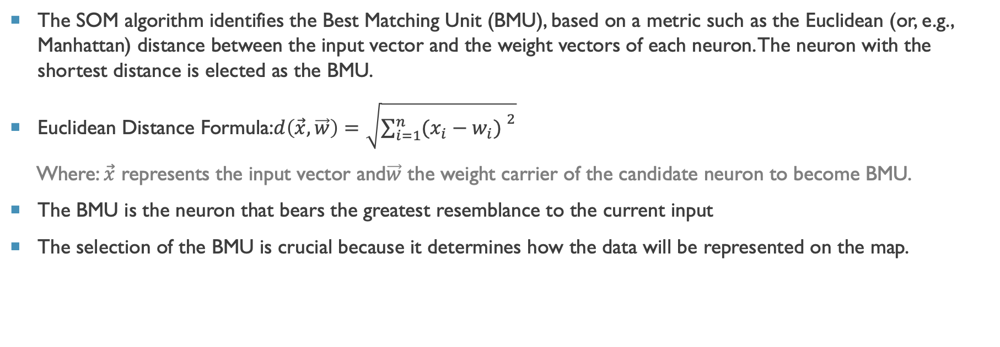 ▪ The SOM algorithm identifies the Best Matching Unit (BMU), based on a metric such as the Euclidean (or, e.g.,
Manhattan) distance between the input vector and the weight vectors of each neuron. The neuron with the
shortest distance is elected as the BMU.
▪ Euclidean Distance Formula: $d(\vec{x}, \vec{w}) = \sqrt{\sum_{i=1}^{n}(x_i - w_i)^2}$
Where: $\vec{x}$ represents the input vector and $\vec{w}$ the weight carrier of the candidate neuron to become BMU.
▪ The BMU is the neuron that bears the greatest resemblance to the current input
▪ The selection of the BMU is crucial because it determines how the data will be represented on the map.